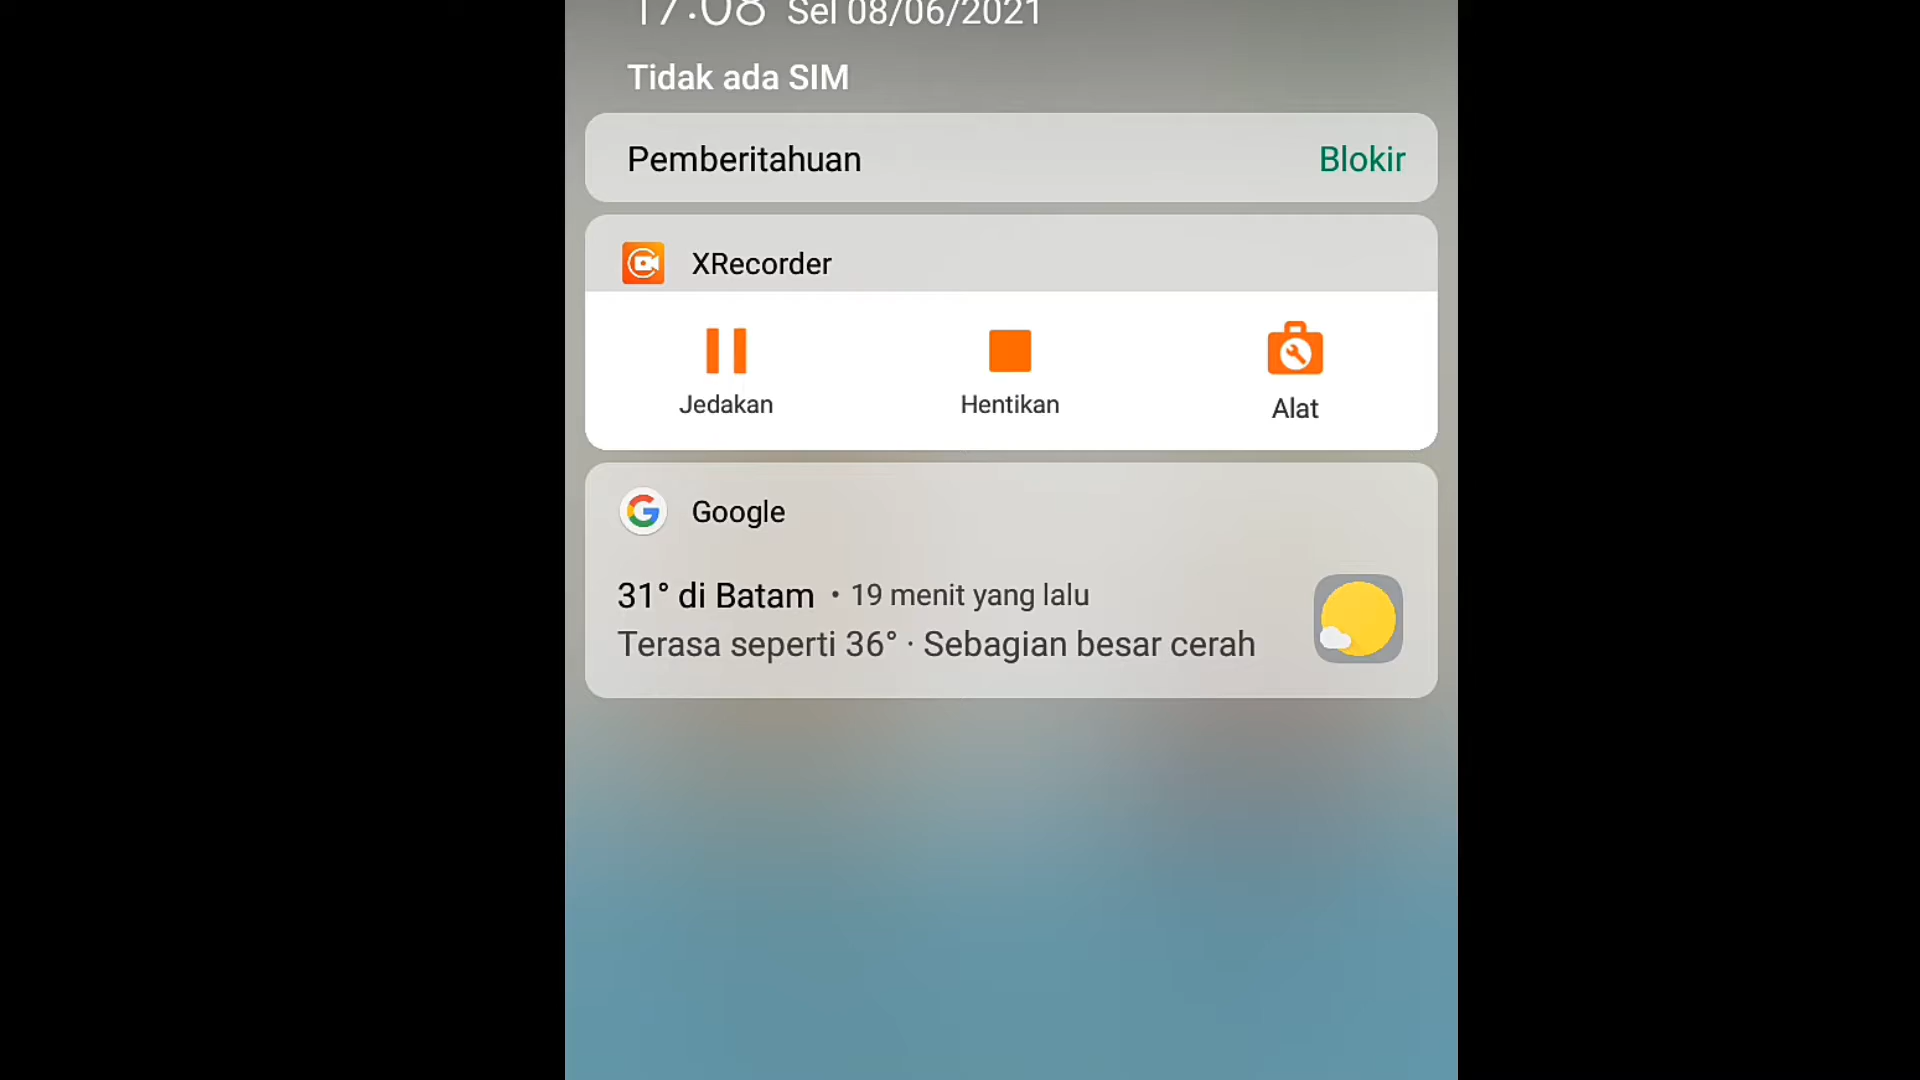 17:08 Sel 08/06/2021
Tidak ada SIM
Pemberitahuan Blokir
XRecorder
Jedakan Hentikan Alat
Google
31° di Batam • 19 menit yang lalu
Terasa seperti 36° · Sebagian besar cerah